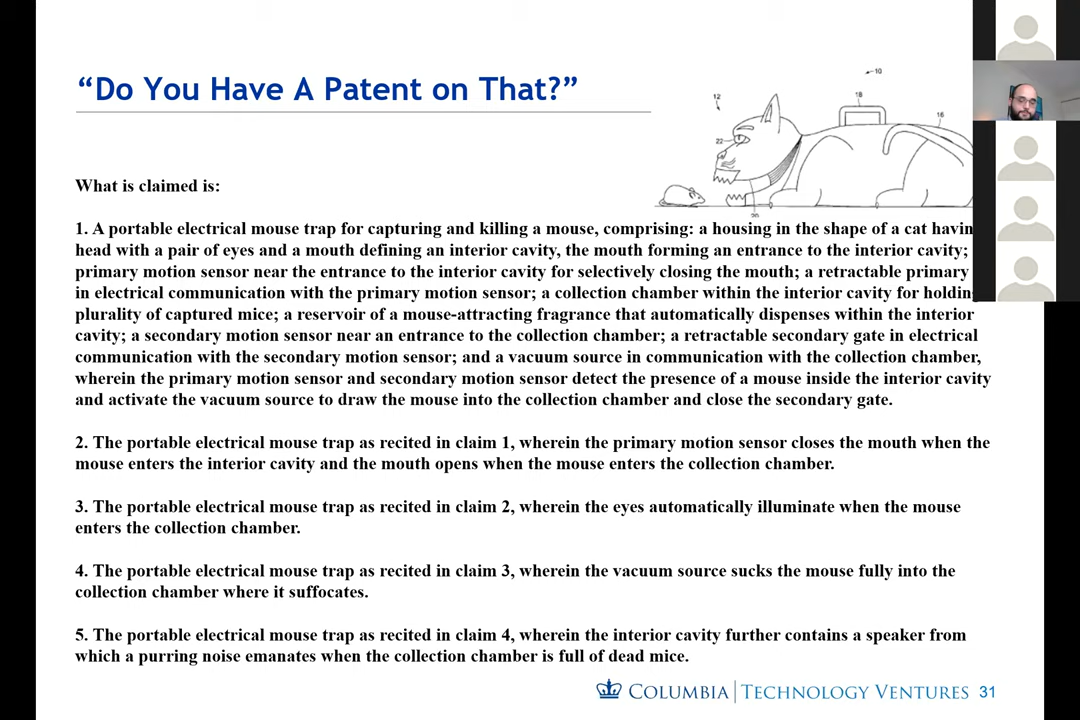 “Do You Have A Patent on That?”
10
12
18
16
22
20
What is claimed is:
1. A portable electrical mouse trap for capturing and killing a mouse, comprising: a housing in the shape of a cat
head with a pair of eyes and a mouth defining an interior cavity, the mouth forming an entrance to the interior cavity;
primary motion sensor near the entrance to the interior cavity for selectively closing the mouth; a retractable primary
in electrical communication with the primary motion sensor; a collection chamber within the interior cavity for
plurality of captured mice; a reservoir of a mouse-attracting fragrance that automatically dispenses within the interior
cavity; a secondary motion sensor near an entrance to the collection chamber; a retractable secondary gate in electrical
communication with the secondary motion sensor; and a vacuum source in communication with the collection chamber,
wherein the primary motion sensor and secondary motion sensor detect the presence of a mouse inside the interior cavity
and activate the vacuum source to draw the mouse into the collection chamber and close the secondary gate.
2. The portable electrical mouse trap as recited in claim 1, wherein the primary motion sensor closes the mouth when the
mouse enters the interior cavity and the mouth opens when the mouse enters the collection chamber.
3. The portable electrical mouse trap as recited in claim 2, wherein the eyes automatically illuminate when the mouse
enters the collection chamber.
4. The portable electrical mouse trap as recited in claim 3, wherein the vacuum source sucks the mouse fully into the
collection chamber where it suffocates.
5. The portable electrical mouse trap as recited in claim 4, wherein the interior cavity further contains a speaker from
which a purring noise emanates when the collection chamber is full of dead mice.
COLUMBIA | TECHNOLOGY VENTURES 31